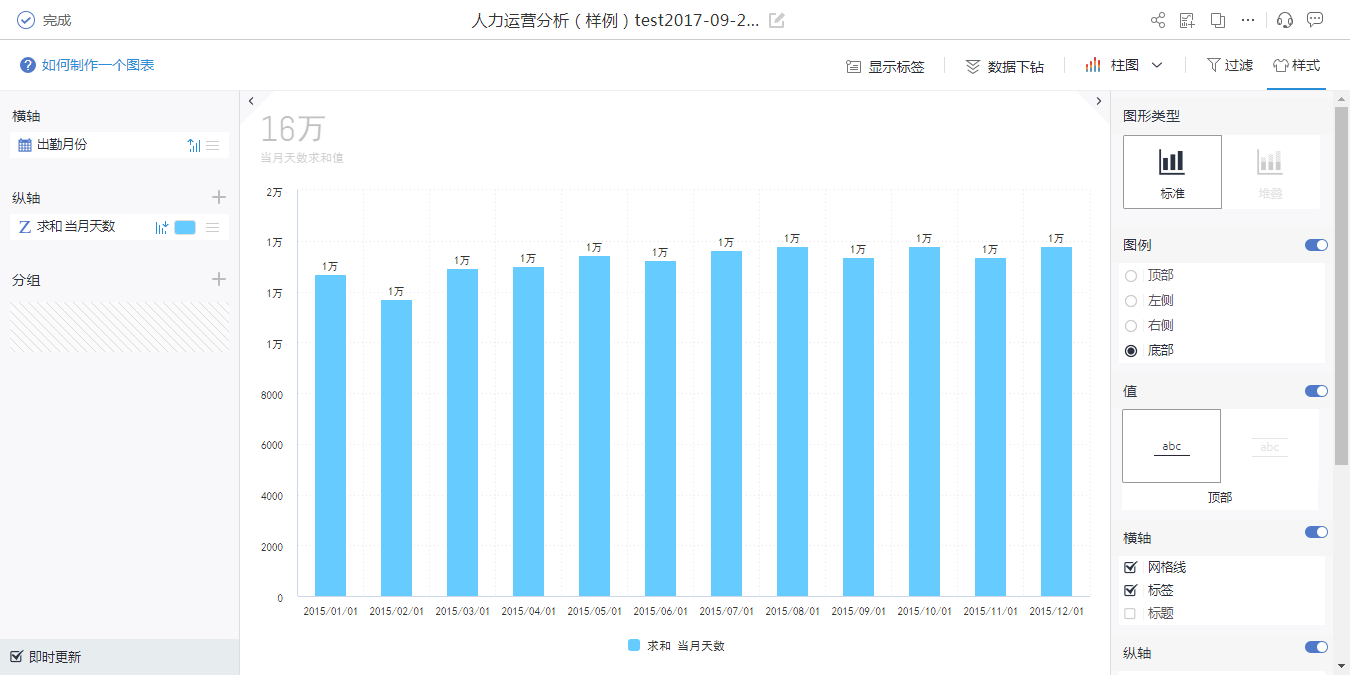 完成
人力运营分析（样例）test2017-09-2...
如何制作一个图表
显示标签
数据下钻
柱图
过滤
样式
横轴
出勤月份
纵轴
求和 当月天数
分组
即时更新
16万
当月天数求和值
2万
1万
1万
1万
8000
6000
4000
2000
0
1万 1万 1万 1万 1万 1万 1万 1万 1万 1万 1万 1万
2015/01/01 2015/02/01 2015/03/01 2015/04/01 2015/05/01 2015/06/01 2015/07/01 2015/08/01 2015/09/01 2015/10/01 2015/11/01 2015/12/01
求和 当月天数
图形类型
标准 堆叠
图例
顶部
左侧
右侧
底部
值
abc abc
顶部
横轴
网格线
标签
标题
纵轴